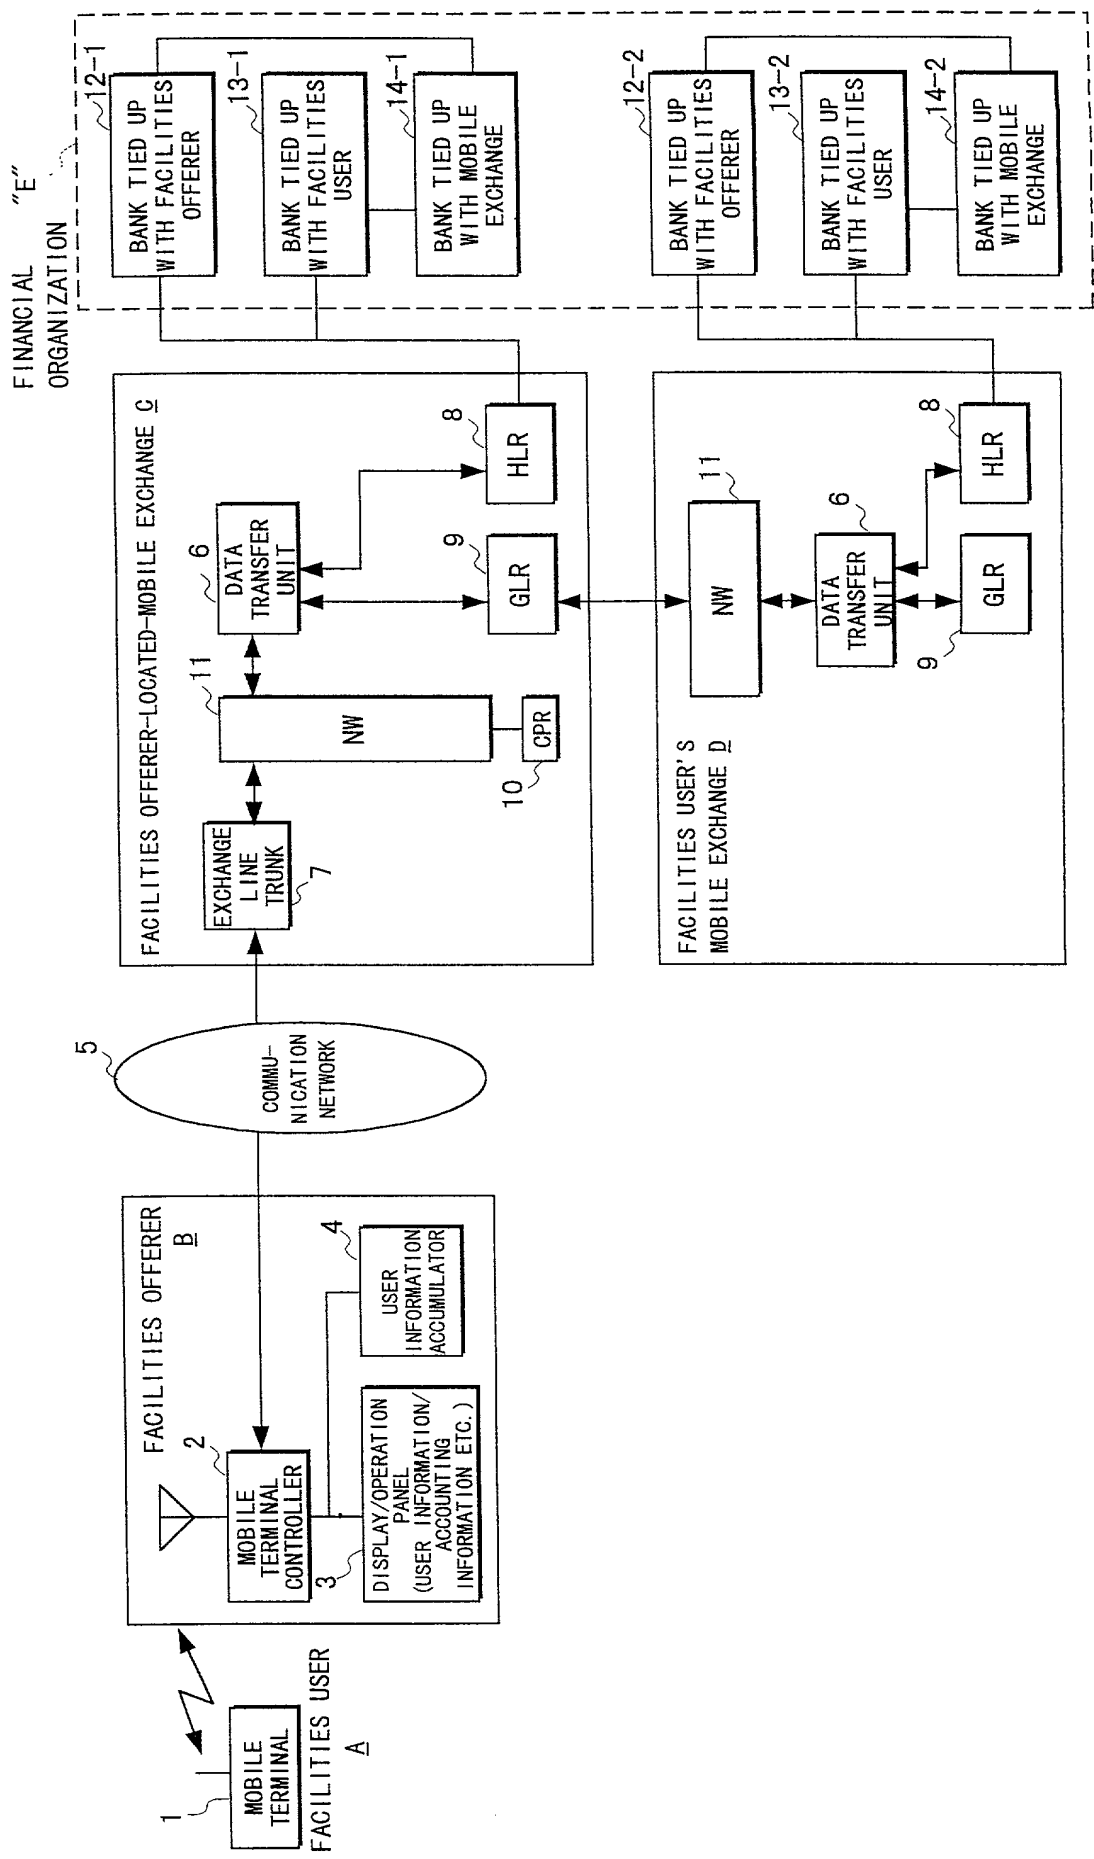 FINANCIAL "E"
ORGANIZATION
1
MOBILE
TERMINAL
FACILITIES USER
A
FACILITIES OFFERER
B
2
MOBILE
TERMINAL
CONTROLLER
3
DISPLAY/OPERATION
PANEL
(USER INFORMATION/
ACCOUNTING
INFORMATION ETC.)
4
USER
INFORMATION
ACCUMULATOR
5
COMMU-
NICATION
NETWORK
FACILITIES OFFERER-LOCATED-MOBILE EXCHANGE C
EXCHANGE
LINE
TRUNK
7
11
NW
10
CPR
6
DATA
TRANSFER
UNIT
9
GLR
8
HLR
FACILITIES USER'S
MOBILE EXCHANGE D
11
NW
6
DATA
TRANSFER
UNIT
9
GLR
8
HLR
12-1
BANK TIED UP
WITH FACILITIES
OFFERER
13-1
BANK TIED UP
WITH FACILITIES
USER
14-1
BANK TIED UP
WITH MOBILE
EXCHANGE
12-2
BANK TIED UP
WITH FACILITIES
OFFERER
13-2
BANK TIED UP
WITH FACILITIES
USER
14-2
BANK TIED UP
WITH MOBILE
EXCHANGE